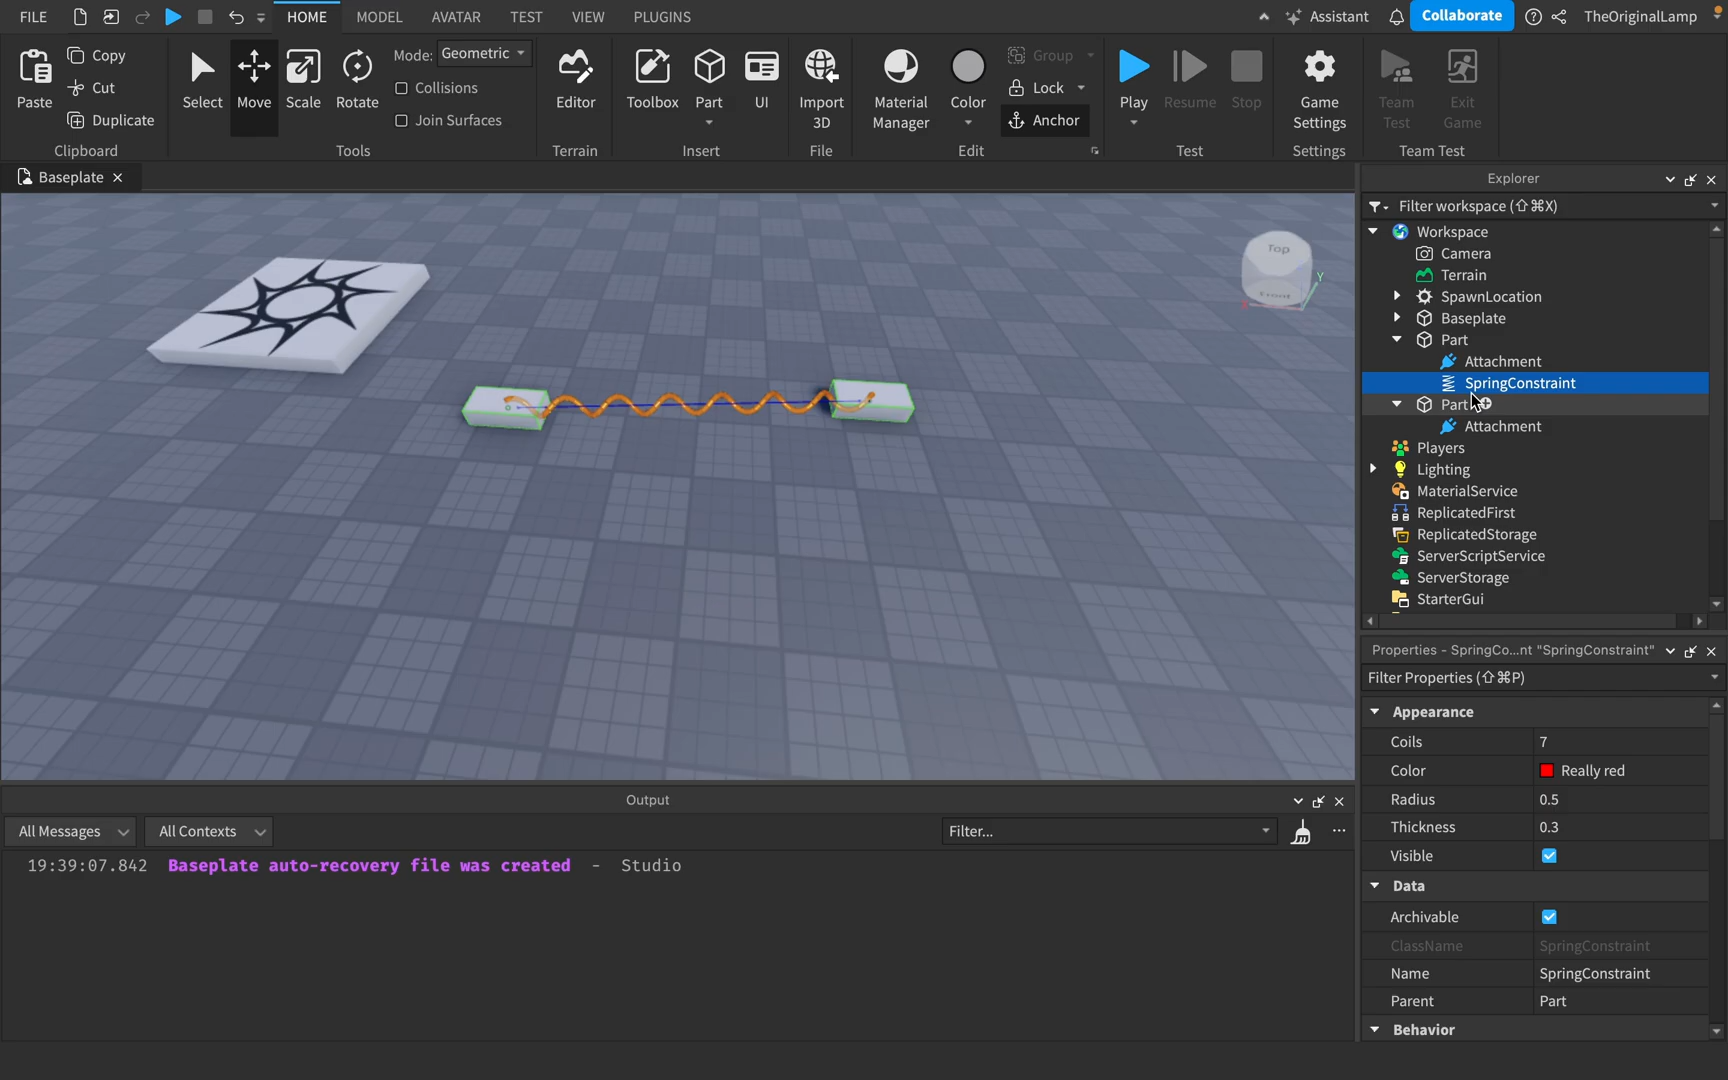 FILE HOME MODEL AVATAR TEST VIEW PLUGINS Assistant Collaborate TheOriginalLamp
Paste Copy Cut Duplicate Clipboard
Select Move Scale Rotate Mode: Geometric Collisions Join Surfaces Tools
Editor Terrain
Toolbox Part UI Insert
Import 3D File
Material Manager Color Group Lock Anchor Edit
Play Resume Stop Test
Game Settings Settings
Team Test Exit Game Team Test
Baseplate
Top
Front
Y
Explorer
Filter workspace (⇧⌘X)
Workspace
Camera
Terrain
SpawnLocation
Baseplate
Part
Attachment
SpringConstraint
Part
Attachment
Players
Lighting
MaterialService
ReplicatedFirst
ReplicatedStorage
ServerScriptService
ServerStorage
StarterGui
Properties - SpringCo...nt "SpringConstraint"
Filter Properties (⇧⌘P)
Appearance
Coils 7
Color Really red
Radius 0.5
Thickness 0.3
Visible
Data
Archivable
ClassName SpringConstraint
Name SpringConstraint
Parent Part
Behavior
Output
All Messages All Contexts Filter...
19:39:07.842 Baseplate auto-recovery file was created - Studio